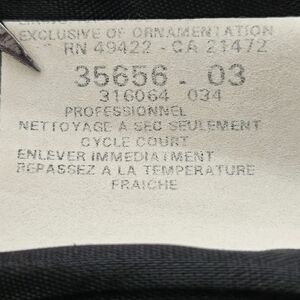 EXCLUSIVE OF ORNAMENTATION
RN 49422 - CA 21472
35656 - 03
316064 034
PROFESSIONNEL
NETTOYAGE A SEC SEULEMENT
CYCLE COURT
ENLEVER IMMEDIATMENT
REPASSEZ A LA TEMPERATURE
FRAICHE